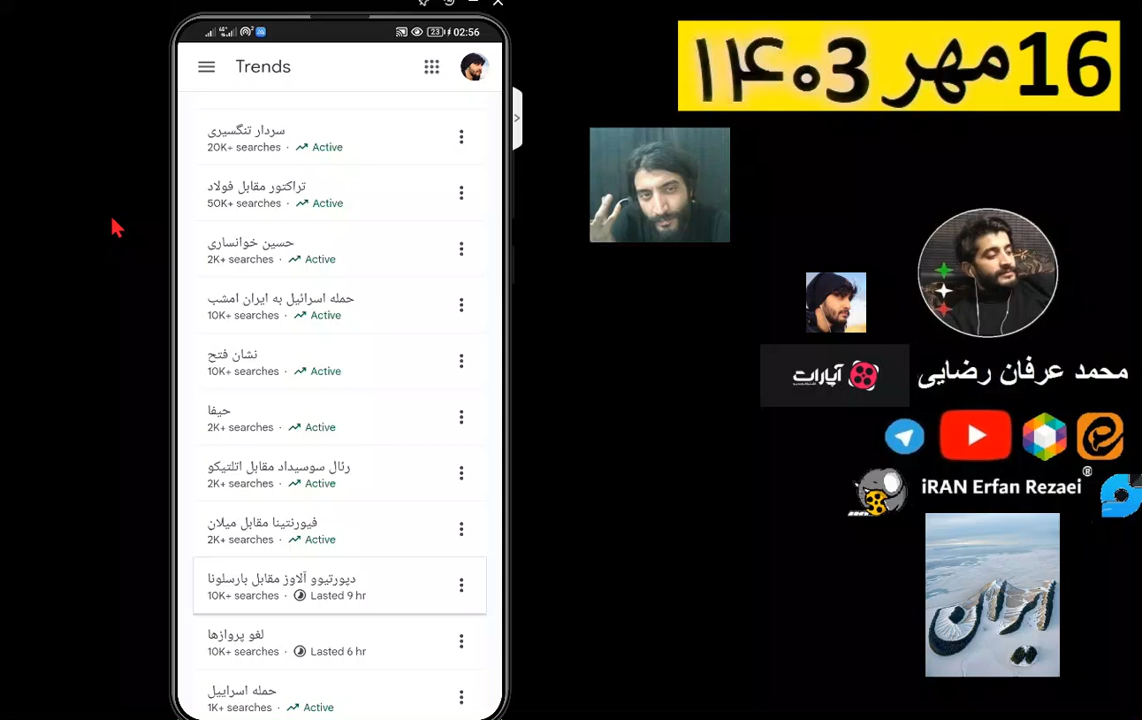 02:56
23
Trends
سردار تنگسیری
20K+ searches · Active
تراکتور مقابل فولاد
50K+ searches · Active
حسین خوانساری
2K+ searches · Active
حمله اسرائیل به ایران امشب
10K+ searches · Active
نشان فتح
10K+ searches · Active
حیفا
2K+ searches · Active
رئال سوسیداد مقابل اتلتیکو
2K+ searches · Active
فیورنتینا مقابل میلان
2K+ searches · Active
دپورتیوو آلاوز مقابل بارسلونا
10K+ searches · Lasted 9 hr
لغو پروازها
10K+ searches · Lasted 6 hr
حمله اسراییل
1K+ searches · Active
16 مهر ۱۴۰3
آپارات
محمد عرفان رضایی
iRAN Erfan Rezaei®
ایران